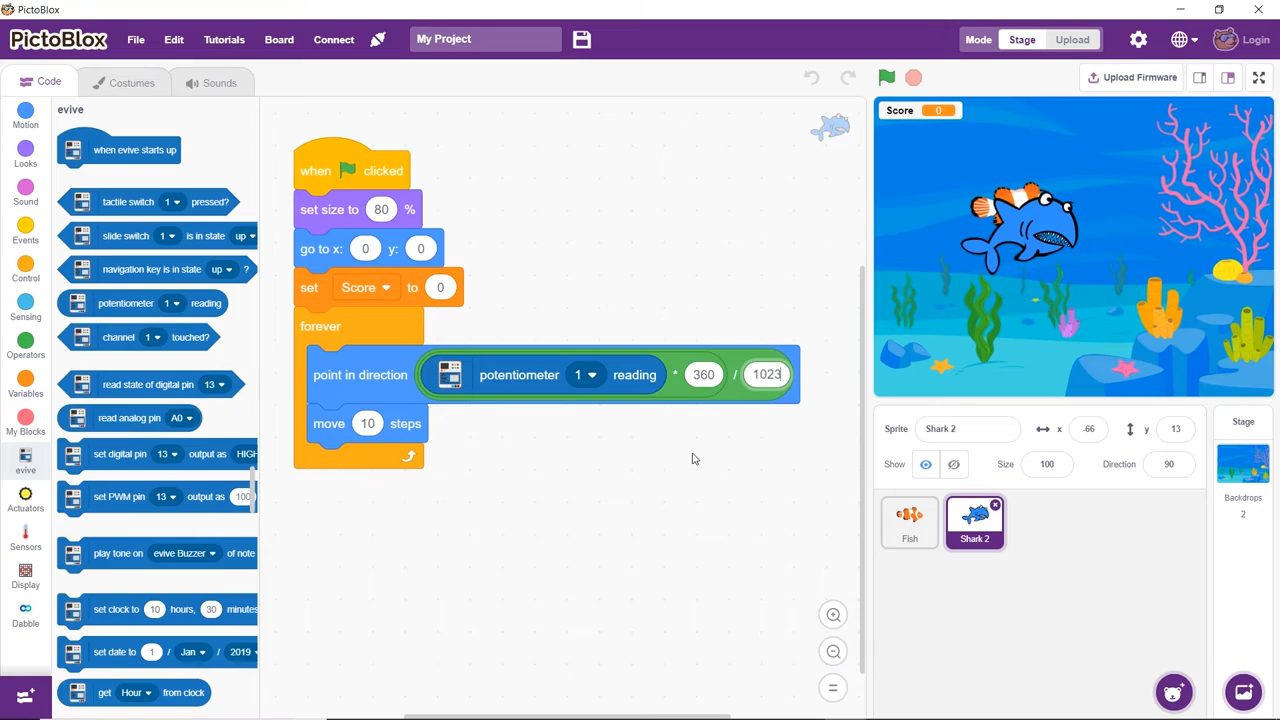 PictoBlox
PictoBlox File Edit Tutorials Board Connect My Project Mode Stage Upload Login
Code Costumes Sounds Upload Firmware
evive
Motion
Looks
Sound
Events
Control
Sensing
Operators
Variables
My Blocks
evive
Actuators
Sensors
Display
Dabble
when evive starts up
tactile switch 1 pressed?
slide switch 1 is in state up
navigation key is in state up ?
potentiometer 1 reading
channel 1 touched?
read state of digital pin 13
read analog pin A0
set digital pin 13 output as HIGH
set PWM pin 13 output as 100
play tone on evive Buzzer of note
set clock to 10 hours, 30 minutes
set date to 1 / Jan / 2019
get Hour from clock
when clicked
set size to 80 %
go to x: 0 y: 0
set Score to 0
forever
point in direction potentiometer 1 reading * 360 / 1023
move 10 steps
Score 0
Sprite Shark 2 x -66 y 13
Show Size 100 Direction 90
Fish
Shark 2
Stage
Backdrops
2